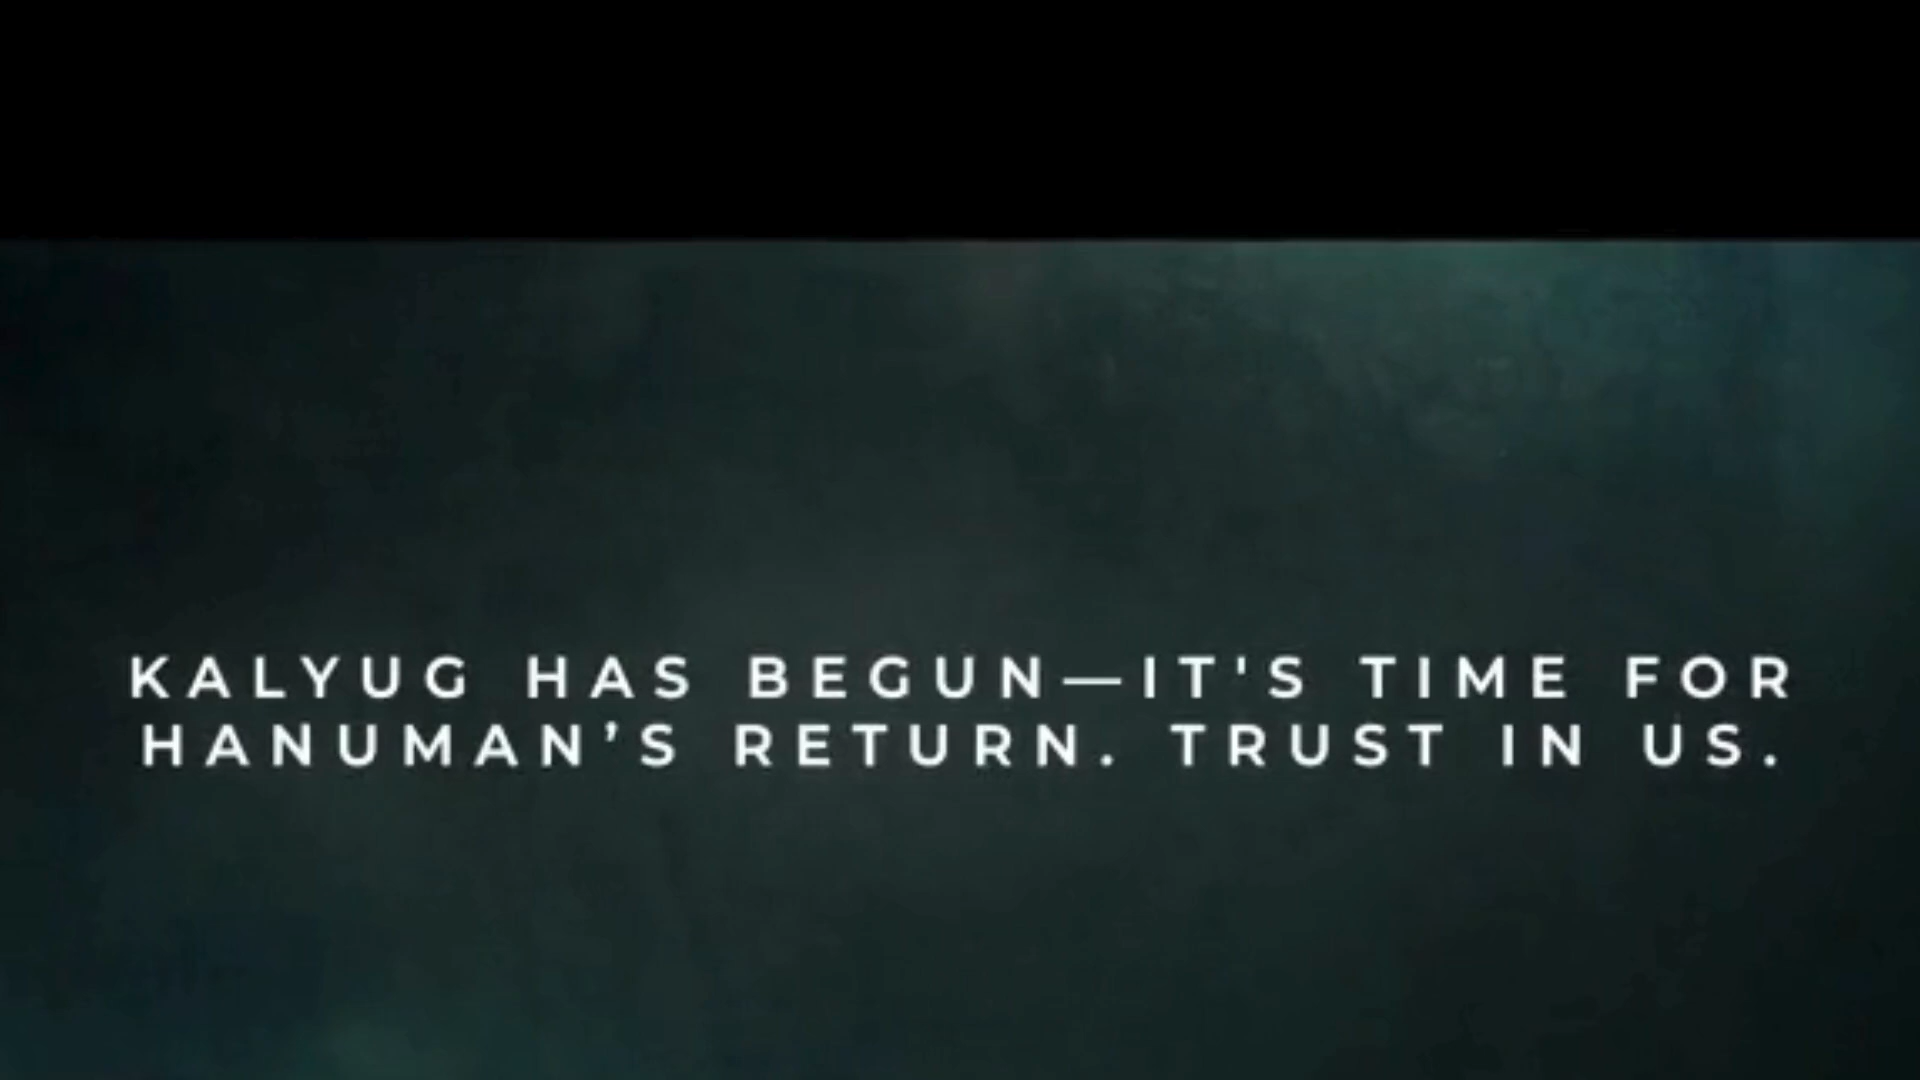 KALYUG HAS BEGUN—IT'S TIME FOR
HANUMAN’S RETURN. TRUST IN US.